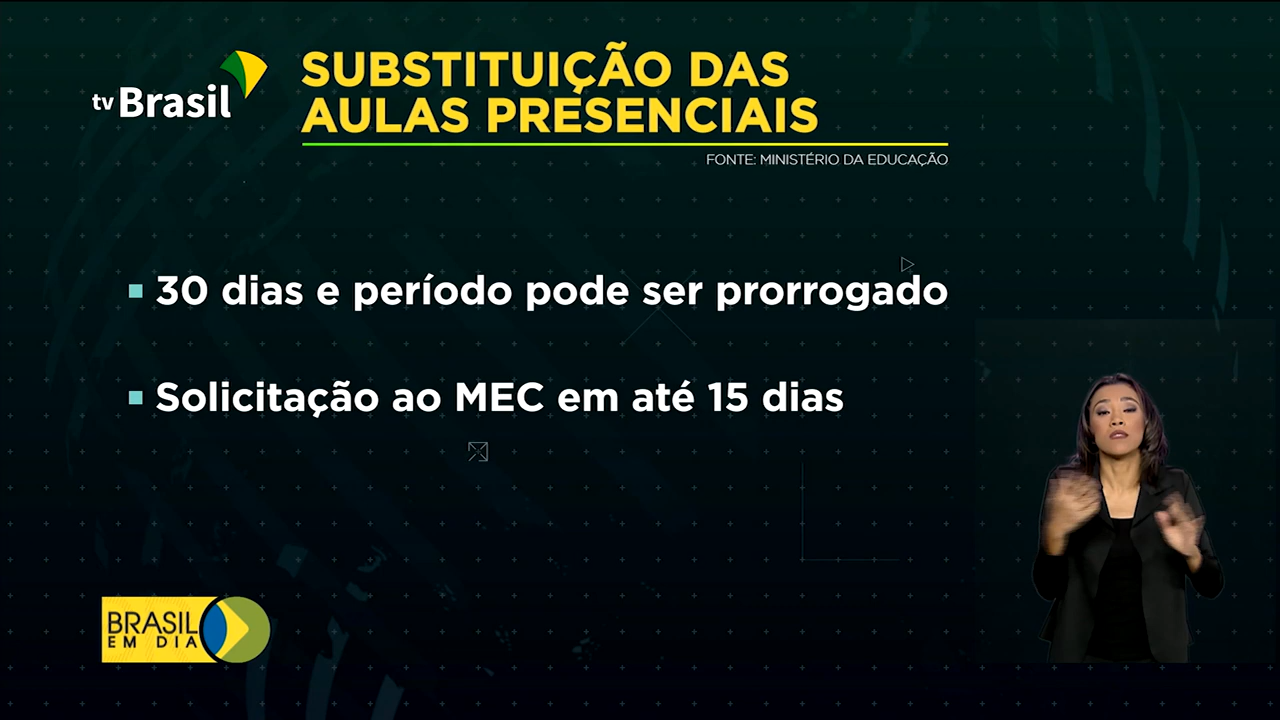 tv Brasil
SUBSTITUIÇÃO DAS
AULAS PRESENCIAIS
FONTE: MINISTÉRIO DA EDUCAÇÃO
30 dias e período pode ser prorrogado
Solicitação ao MEC em até 15 dias
BRASIL
EM DIA